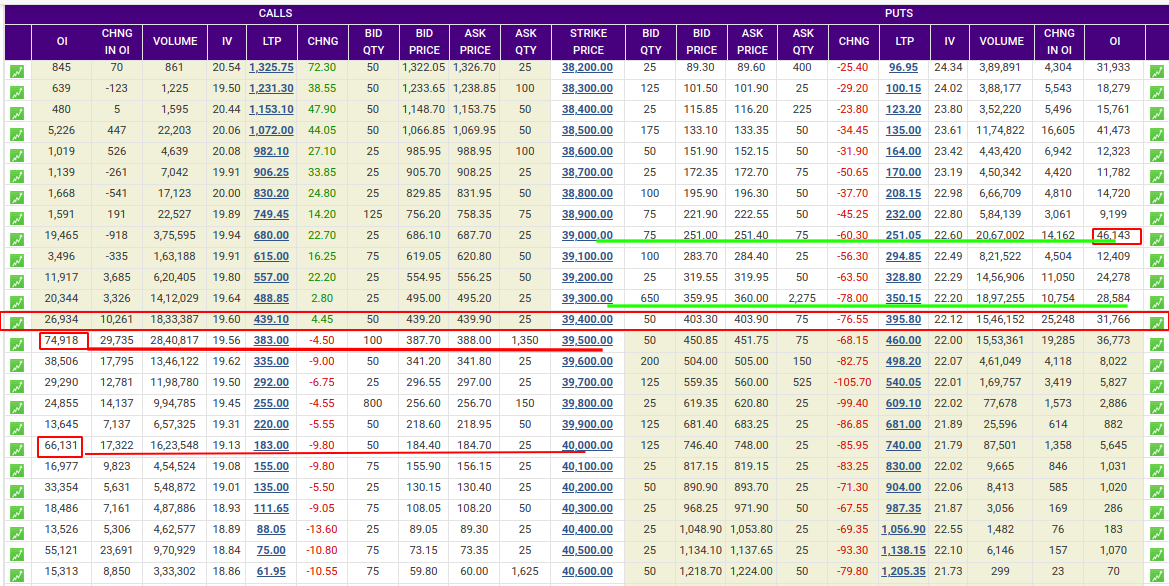 CALLS PUTS
OI CHNG IN OI VOLUME IV LTP CHNG BID QTY BID PRICE ASK PRICE ASK QTY STRIKE PRICE BID QTY BID PRICE ASK PRICE ASK QTY CHNG LTP IV VOLUME CHNG IN OI OI
845 70 861 20.54 1,325.75 72.30 50 1,322.05 1,326.70 25 38,200.00 25 89.30 89.60 400 -25.40 96.95 24.34 3,89,891 4,304 31,933
639 -123 1,225 19.50 1,231.30 38.55 50 1,233.65 1,238.85 100 38,300.00 125 101.50 101.90 25 -29.20 100.15 24.02 3,88,177 5,543 18,279
480 5 1,595 20.44 1,153.10 47.90 50 1,148.70 1,153.75 50 38,400.00 25 115.85 116.20 225 -23.80 123.20 23.80 3,52,220 5,496 15,761
5,226 447 22,203 20.06 1,072.00 44.05 50 1,066.85 1,069.95 50 38,500.00 175 133.10 133.35 50 -34.45 135.00 23.61 11,74,822 16,605 41,473
1,019 526 4,639 20.08 982.10 27.10 25 985.95 988.95 100 38,600.00 50 151.90 152.15 50 -31.90 164.00 23.42 4,43,420 6,942 12,323
1,139 -261 7,042 19.91 906.25 33.85 25 905.70 908.25 25 38,700.00 25 172.35 172.70 75 -50.65 170.00 23.19 4,50,342 4,420 11,782
1,668 -541 17,123 20.00 830.20 24.80 25 829.85 831.95 50 38,800.00 100 195.90 196.30 50 -37.70 208.15 22.98 6,66,709 4,810 14,720
1,591 191 22,527 19.89 749.45 14.20 125 756.20 758.35 75 38,900.00 75 221.90 222.55 50 -45.25 232.00 22.80 5,84,139 3,061 9,199
19,465 -918 3,75,595 19.94 680.00 22.70 25 686.10 687.70 25 39,000.00 75 251.00 251.40 75 -60.30 251.05 22.60 20,67,002 14,162 46,143
3,496 -335 1,63,188 19.91 615.00 16.25 75 619.05 620.80 50 39,100.00 100 283.70 284.40 25 -56.30 294.85 22.49 8,21,522 4,504 12,409
11,917 3,685 6,20,405 19.80 557.00 22.20 25 554.95 556.25 50 39,200.00 25 319.55 319.95 50 -63.50 328.80 22.29 14,56,906 11,050 24,278
20,344 3,326 14,12,029 19.64 488.85 2.80 25 495.00 495.20 25 39,300.00 650 359.95 360.00 2,275 -78.00 350.15 22.20 18,97,255 10,754 28,584
26,934 10,261 18,33,387 19.60 439.10 4.45 50 439.20 439.90 25 39,400.00 50 403.30 403.90 75 -76.55 395.80 22.12 15,46,152 25,248 31,766
74,918 29,735 28,40,817 19.56 383.00 -4.50 100 387.70 388.00 1,350 39,500.00 50 450.85 451.75 75 -68.15 460.00 22.00 15,53,391 19,285 36,773
38,506 17,795 13,46,122 19.62 335.00 -9.00 50 341.20 341.80 25 39,600.00 200 504.00 505.00 150 -82.75 498.20 22.07 4,61,049 4,118 8,022
29,290 12,781 11,98,780 19.50 292.00 -6.75 25 296.55 297.00 25 39,700.00 125 559.35 560.00 525 -105.70 540.05 22.01 1,69,757 3,419 5,827
24,855 14,137 9,94,785 19.45 255.00 -4.55 800 256.60 256.70 150 39,800.00 25 619.35 620.80 25 -99.40 609.10 22.02 77,678 1,573 2,886
13,645 7,137 6,57,325 19.31 220.00 -5.55 50 218.60 218.95 50 39,900.00 125 681.40 683.25 25 -86.85 681.00 21.89 25,596 614 882
66,131 17,322 16,23,548 19.13 183.00 -9.80 50 184.40 184.70 25 40,000.00 125 746.40 748.00 25 -85.95 740.00 21.79 87,501 1,358 5,645
16,977 9,823 4,54,524 19.08 155.00 -9.80 75 155.90 156.15 25 40,100.00 25 817.15 819.15 25 -83.25 830.00 22.02 9,665 846 1,031
33,354 5,631 5,48,872 19.01 135.00 -5.50 25 130.15 130.40 25 40,200.00 50 890.90 893.70 25 -71.30 904.00 22.06 8,413 585 1,020
18,486 7,161 4,87,886 18.93 111.65 -9.05 75 108.05 108.20 50 40,300.00 25 968.25 971.90 50 -67.55 987.35 21.87 3,056 169 286
13,526 5,306 4,62,577 18.89 88.05 -13.60 25 89.05 89.30 25 40,400.00 25 1,048.90 1,053.80 25 -69.35 1,056.90 22.55 1,482 76 183
55,121 23,691 9,70,929 18.84 75.00 -10.80 75 73.15 73.35 25 40,500.00 25 1,134.10 1,137.65 25 -93.30 1,138.15 22.10 6,146 157 1,070
15,313 8,850 3,33,302 18.86 61.95 -10.55 75 59.80 60.00 1,625 40,600.00 50 1,218.70 1,224.00 50 -79.80 1,205.35 21.73 299 23 70